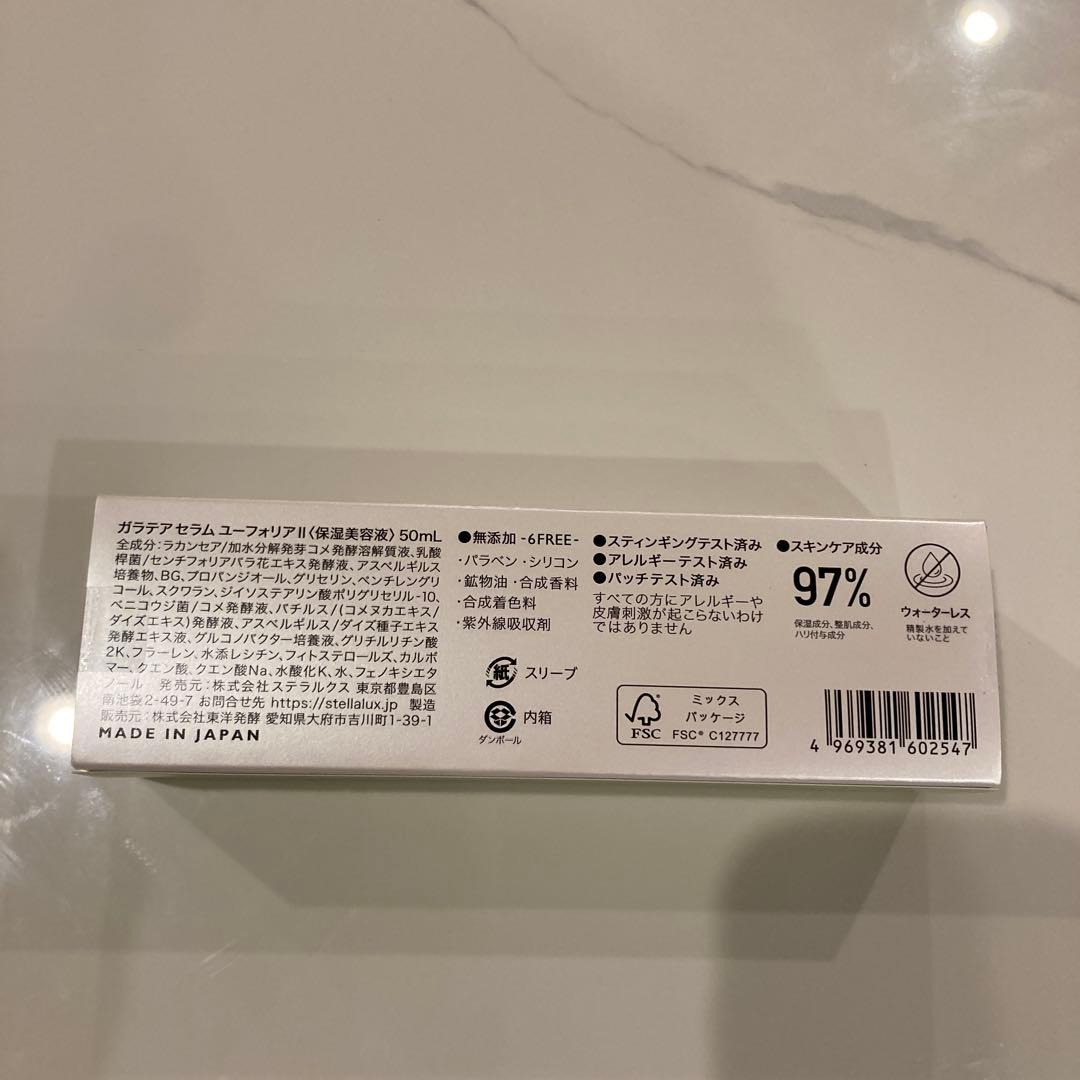 ガラテア セラム ユーフォリアⅡ〈保湿美容液〉50mL
全成分：ラカンセア/加水分解発芽コメ発酵溶解質液、乳酸
桿菌/センチフォリアバラ花エキス発酵液、アスペルギルス
培養物、BG、プロパンジオール、グリセリン、ペンチレングリ
コール、スクワラン、ジイソステアリン酸ポリグリセリル-10、
ベニコウジ菌/コメ発酵液、バチルス/(コメヌカエキス/
ダイズエキス)発酵液、アスペルギルス/ダイズ種子エキス
発酵エキス液、グルコノバクター培養液、グリチルリチン酸
2K、フラーレン、水添レシチン、フィトステロールズ、カルボ
マー、クエン酸、クエン酸Na、水酸化K、水、フェノキシエタ
ノール 発売元：株式会社ステラルクス 東京都豊島区
南池袋2-49-7 お問合せ先 https://stellalux.jp 製造
販売元：株式会社東洋発酵 愛知県大府市吉川町1-39-1
MADE IN JAPAN
●無添加 -6FREE-
・パラベン・シリコン
・鉱物油・合成香料
・合成着色料
・紫外線吸収剤
紙 スリーブ
内箱
ダンボール
●スティンギングテスト済み
●アレルギーテスト済み
●パッチテスト済み
すべての方にアレルギーや
皮膚刺激が起こらないわけ
ではありません
FSC
ミックス
パッケージ
FSC® C127777
●スキンケア成分
97%
保湿成分、整肌成分、
ハリ付与成分
ウォーターレス
精製水を加えて
いないこと
4 969381 602547